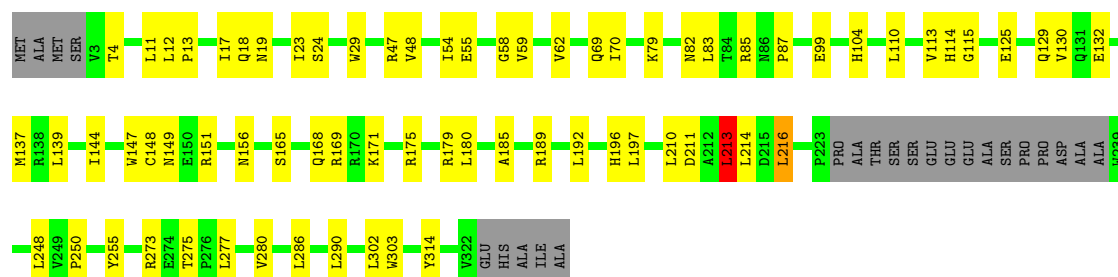 MET ALA MET SER V3 T4 L11 L12 P13 I17 Q18 N19 I23 S24 W29 R47 V48 I54 E55 G58 V59 V62 Q69 I70 K79 N82 L83 T84 R85 N86 P87 E99 H104 L110 V113 H114 G115 E125 Q129 V130 Q131 E132
M137 R138 L139 I144 W147 C148 N149 E150 R151 N156 S165 Q168 R169 R170 K171 R175 R179 L180 A185 R189 L192 H196 L197 L210 D211 A212 L213 L214 D215 L216 P223 PRO ALA THR SER SER GLU GLU GLU ALA SER PRO PRO ASP ALA ALA
L248 V249 P250 Y255 R273 E274 T275 P276 L277 V280 L286 L290 L302 W303 Y314 V322 GLU HIS ALA ILE ALA